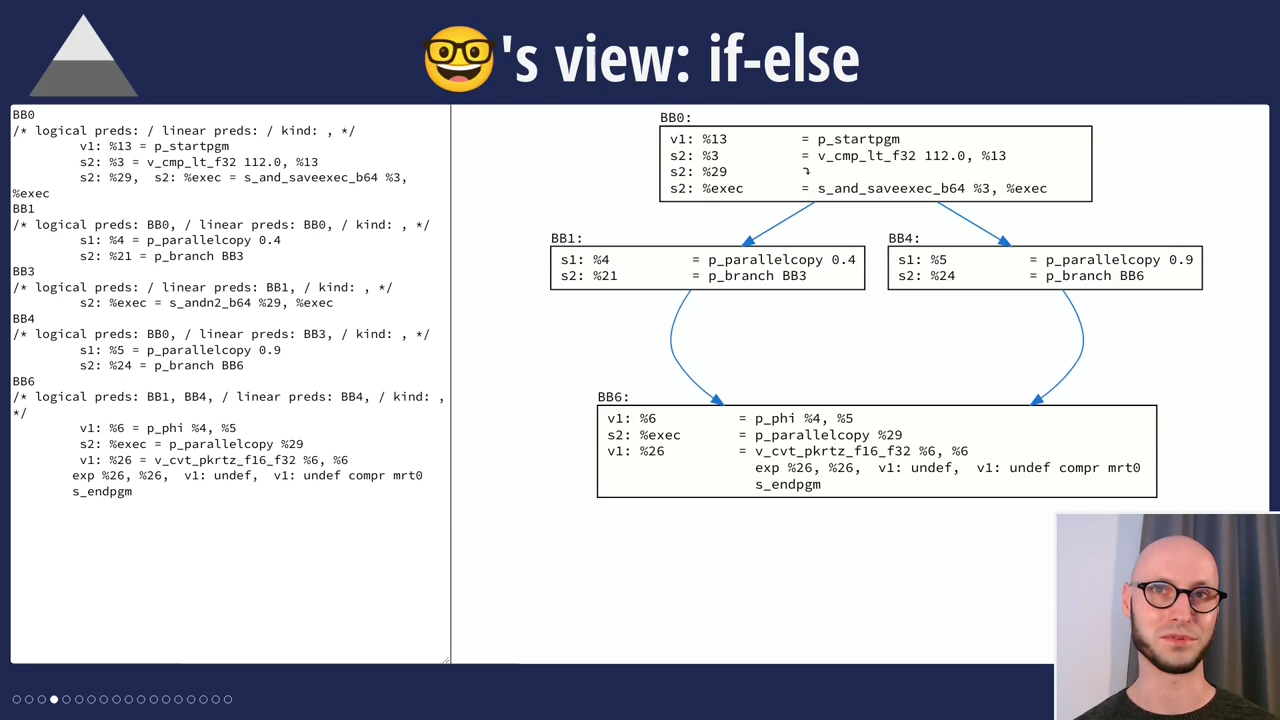 🤓's view: if-else
BB0
/* logical preds: / linear preds: / kind: , */
v1: %13 = p_startpgm
s2: %3 = v_cmp_lt_f32 112.0, %13
s2: %29,  s2: %exec = s_and_saveexec_b64 %3,
%exec
BB1
/* logical preds: BB0, / linear preds: BB0, / kind: , */
s1: %4 = p_parallelcopy 0.4
s2: %21 = p_branch BB3
BB3
/* logical preds: / linear preds: BB1, / kind: , */
s2: %exec = s_andn2_b64 %29, %exec
BB4
/* logical preds: BB0, / linear preds: BB3, / kind: , */
s1: %5 = p_parallelcopy 0.9
s2: %24 = p_branch BB6
BB6
/* logical preds: BB1, BB4, / linear preds: BB4, / kind: ,
*/
v1: %6 = p_phi %4, %5
s2: %exec = p_parallelcopy %29
v1: %26 = v_cvt_pkrtz_f16_f32 %6, %6
exp %26, %26,  v1: undef,  v1: undef compr mrt0
s_endpgm
BB0:
v1: %13 = p_startpgm
s2: %3 = v_cmp_lt_f32 112.0, %13
s2: %29 ⤵
s2: %exec = s_and_saveexec_b64 %3, %exec
BB1:
s1: %4 = p_parallelcopy 0.4
s2: %21 = p_branch BB3
BB4:
s1: %5 = p_parallelcopy 0.9
s2: %24 = p_branch BB6
BB6:
v1: %6 = p_phi %4, %5
s2: %exec = p_parallelcopy %29
v1: %26 = v_cvt_pkrtz_f16_f32 %6, %6
exp %26, %26,  v1: undef,  v1: undef compr mrt0
s_endpgm